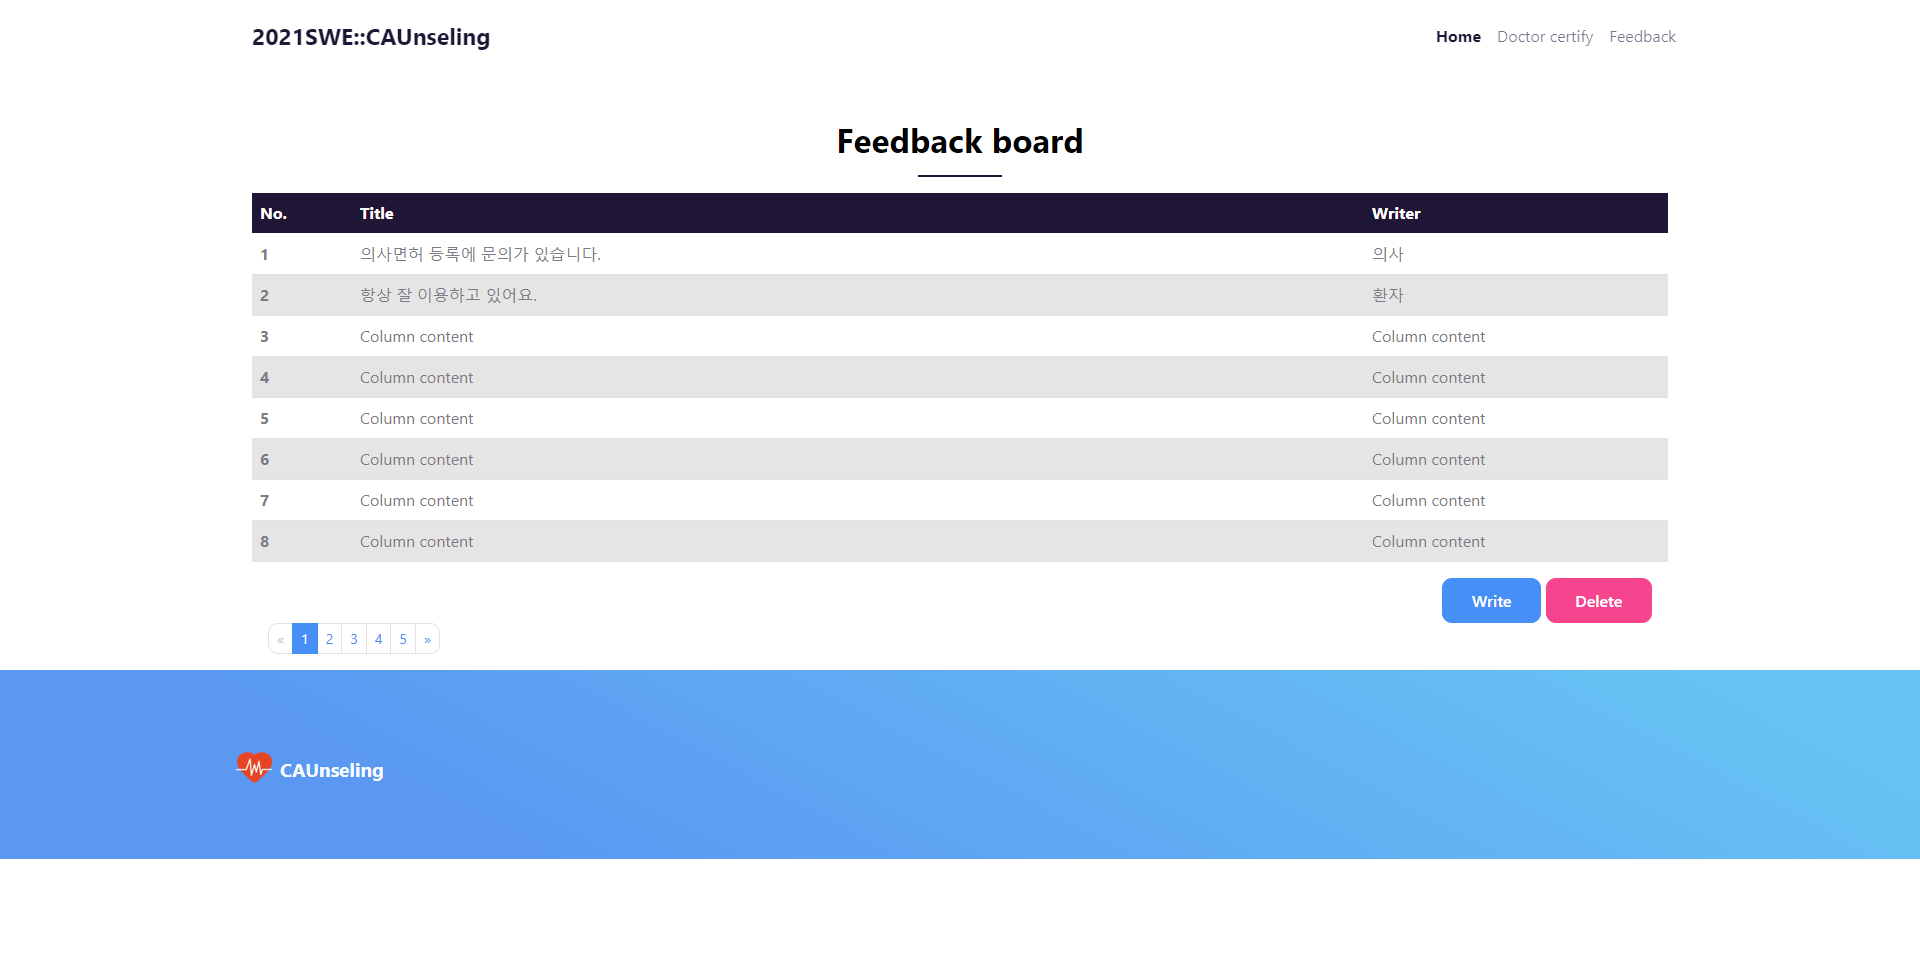 2021SWE::CAUnseling
Home Doctor certify Feedback
Feedback board
No. Title Writer
1 의사면허 등록에 문의가 있습니다. 의사
2 항상 잘 이용하고 있어요. 환자
3 Column content Column content
4 Column content Column content
5 Column content Column content
6 Column content Column content
7 Column content Column content
8 Column content Column content
Write Delete
« 1 2 3 4 5 »
CAUnseling